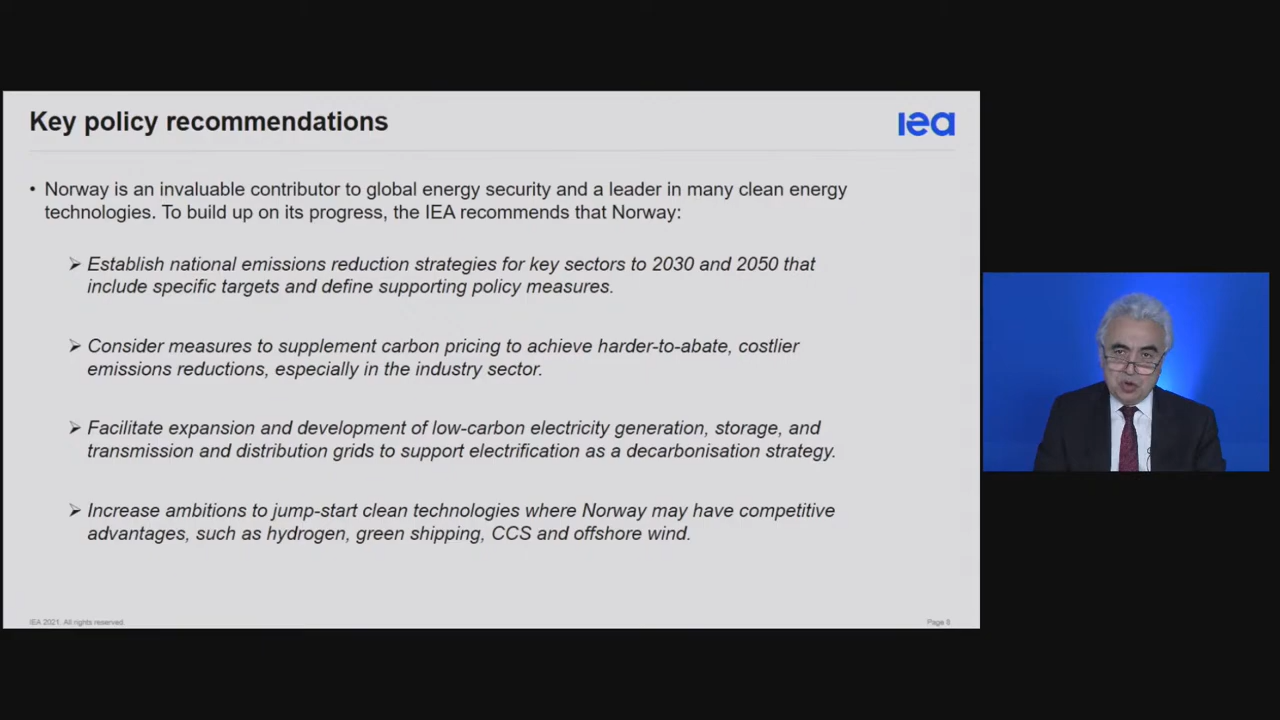 Key policy recommendations
iea
• Norway is an invaluable contributor to global energy security and a leader in many clean energy
technologies. To build up on its progress, the IEA recommends that Norway:
➢ Establish national emissions reduction strategies for key sectors to 2030 and 2050 that
include specific targets and define supporting policy measures.
➢ Consider measures to supplement carbon pricing to achieve harder-to-abate, costlier
emissions reductions, especially in the industry sector.
➢ Facilitate expansion and development of low-carbon electricity generation, storage, and
transmission and distribution grids to support electrification as a decarbonisation strategy.
➢ Increase ambitions to jump-start clean technologies where Norway may have competitive
advantages, such as hydrogen, green shipping, CCS and offshore wind.
IEA 2021. All rights reserved.
Page